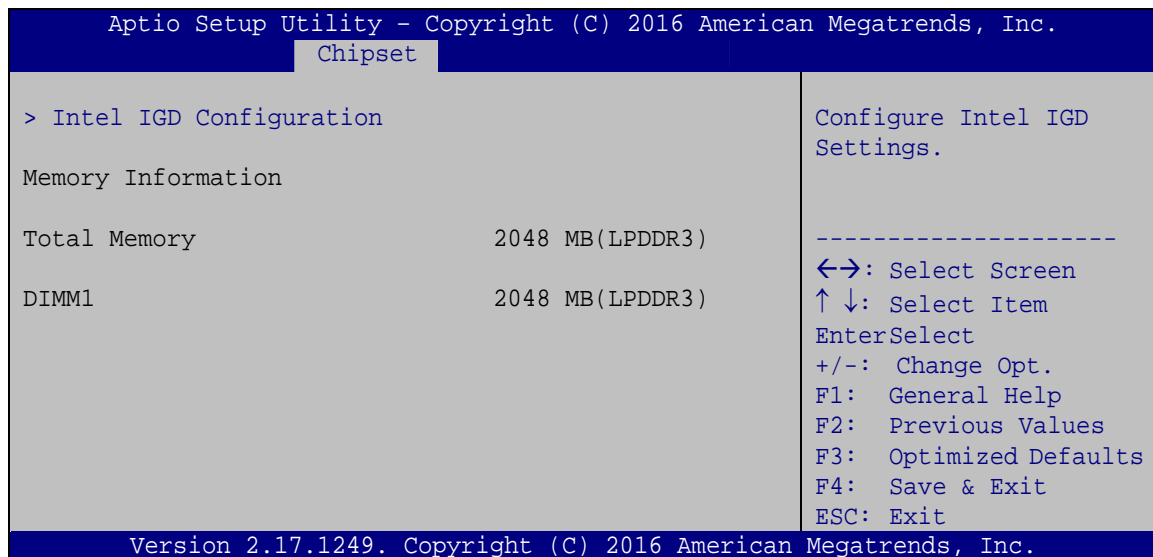 Aptio Setup Utility – Copyright (C) 2016 American Megatrends, Inc.
Chipset
> Intel IGD Configuration
Memory Information
Total Memory 2048 MB(LPDDR3)
DIMM1 2048 MB(LPDDR3)
Configure Intel IGD
Settings.
---------------------
←→: Select Screen
↑ ↓: Select Item
EnterSelect
+/-: Change Opt.
F1: General Help
F2: Previous Values
F3: Optimized Defaults
F4: Save & Exit
ESC: Exit
Version 2.17.1249. Copyright (C) 2016 American Megatrends, Inc.